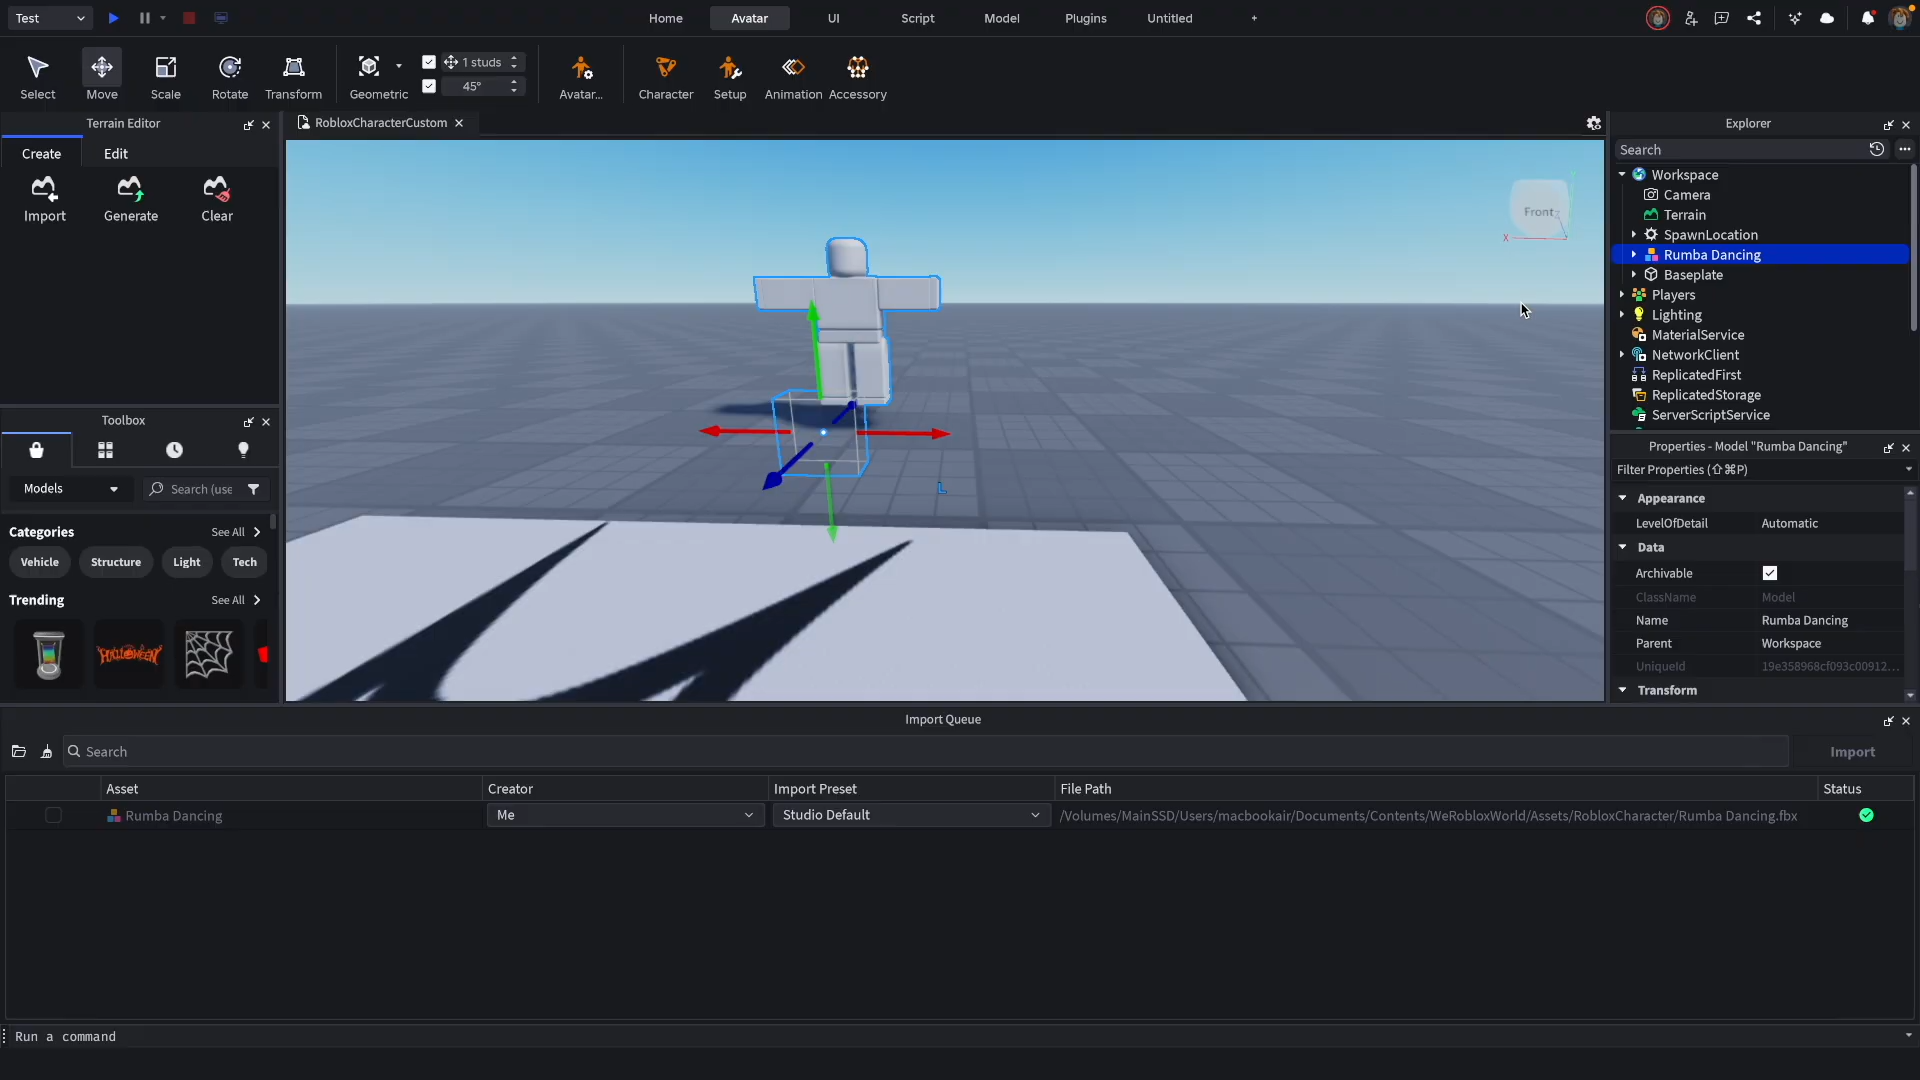 Test
Home
Avatar
UI
Script
Model
Plugins
Untitled
+
Select
Move
Scale
Rotate
Transform
Geometric
1 studs
45°
Avatar...
Character
Setup
Animation
Accessory
Terrain Editor
Create
Edit
Import
Generate
Clear
RobloxCharacterCustom
Front
X
Toolbox
Models
Search (use
Categories
See All
Vehicle
Structure
Light
Tech
Trending
See All
HALLOWEEN
Explorer
Search
Workspace
Camera
Terrain
SpawnLocation
Rumba Dancing
Baseplate
Players
Lighting
MaterialService
NetworkClient
ReplicatedFirst
ReplicatedStorage
ServerScriptService
Properties - Model "Rumba Dancing"
Filter Properties (⇧⌘P)
Appearance
LevelOfDetail Automatic
Data
Archivable
ClassName Model
Name Rumba Dancing
Parent Workspace
UniqueId 19e358968cf093c00912...
Transform
Import Queue
Search
Import
Asset Creator Import Preset File Path Status
Rumba Dancing Me Studio Default /Volumes/MainSSD/Users/macbookair/Documents/Contents/WeRobloxWorld/Assets/RobloxCharacter/Rumba Dancing.fbx
Run a command